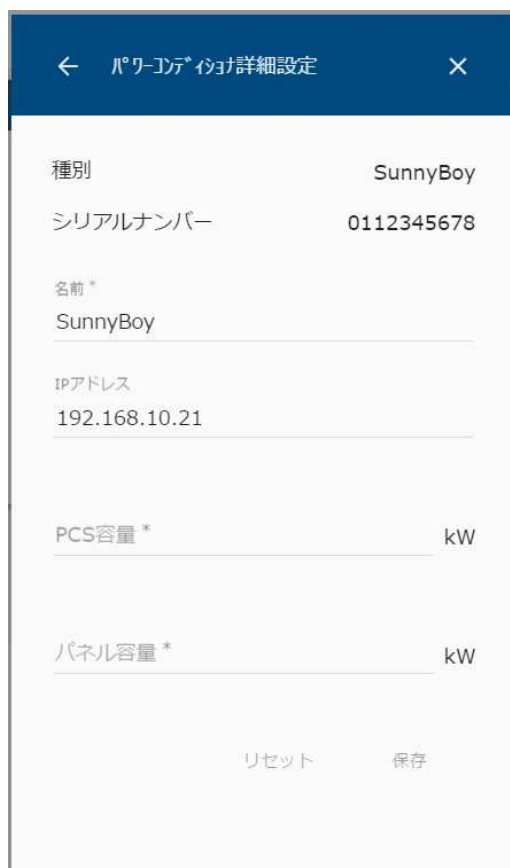 ﾊﾟﾜｰｺﾝﾃﾞｨｼｮﾅ詳細設定
種別 SunnyBoy
シリアルナンバー 0112345678
名前 *
SunnyBoy
IPアドレス
192.168.10.21
PCS容量 * kW
パネル容量 * kW
リセット 保存